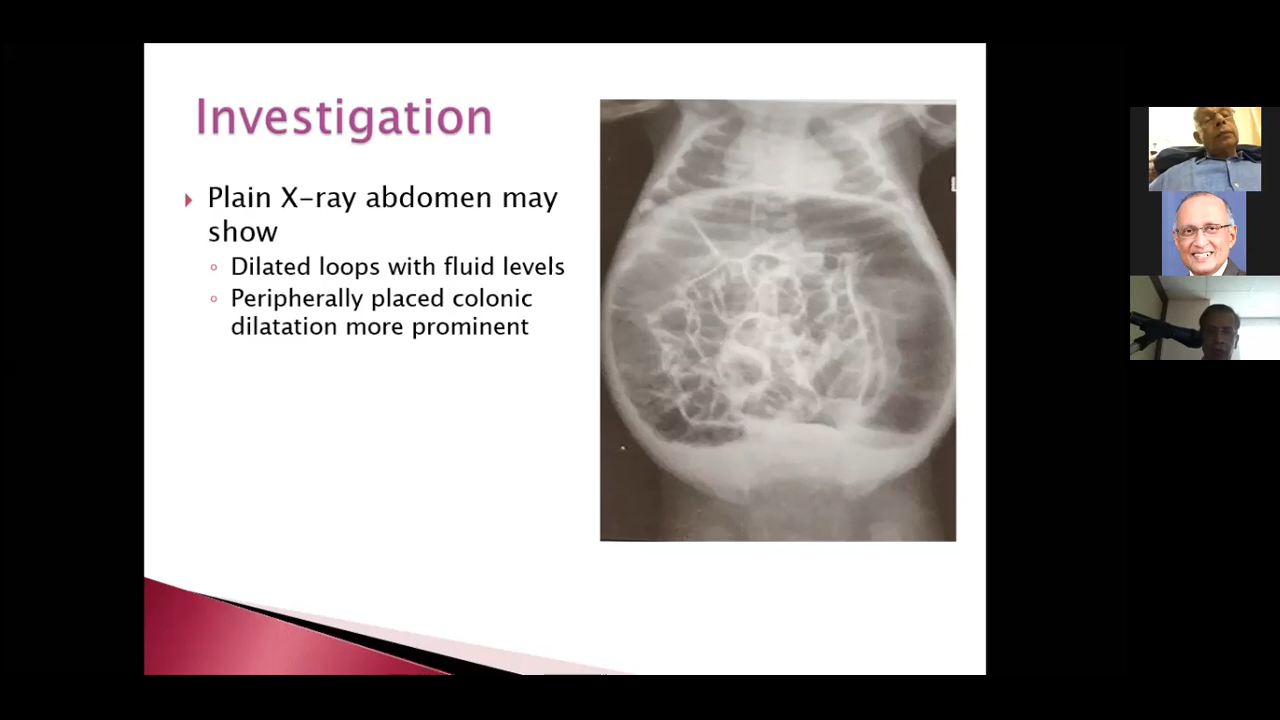 Investigation
Plain X-ray abdomen may
show
Dilated loops with fluid levels
Peripherally placed colonic
dilatation more prominent
L